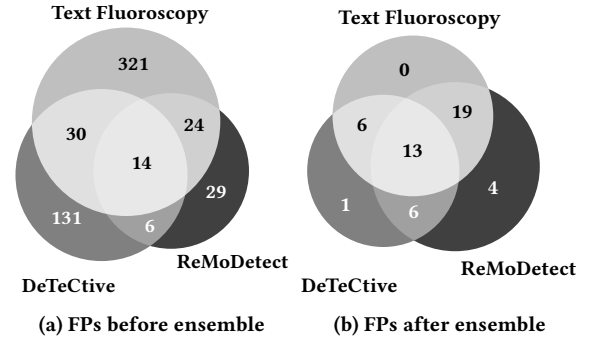 Text Fluoroscopy
321
30
24
14
29
131
6
ReMoDetect
DeTeCtive
(a) FPs before ensemble
Text Fluoroscopy
0
6
19
13
1
6
4
ReMoDetect
DeTeCtive
(b) FPs after ensemble